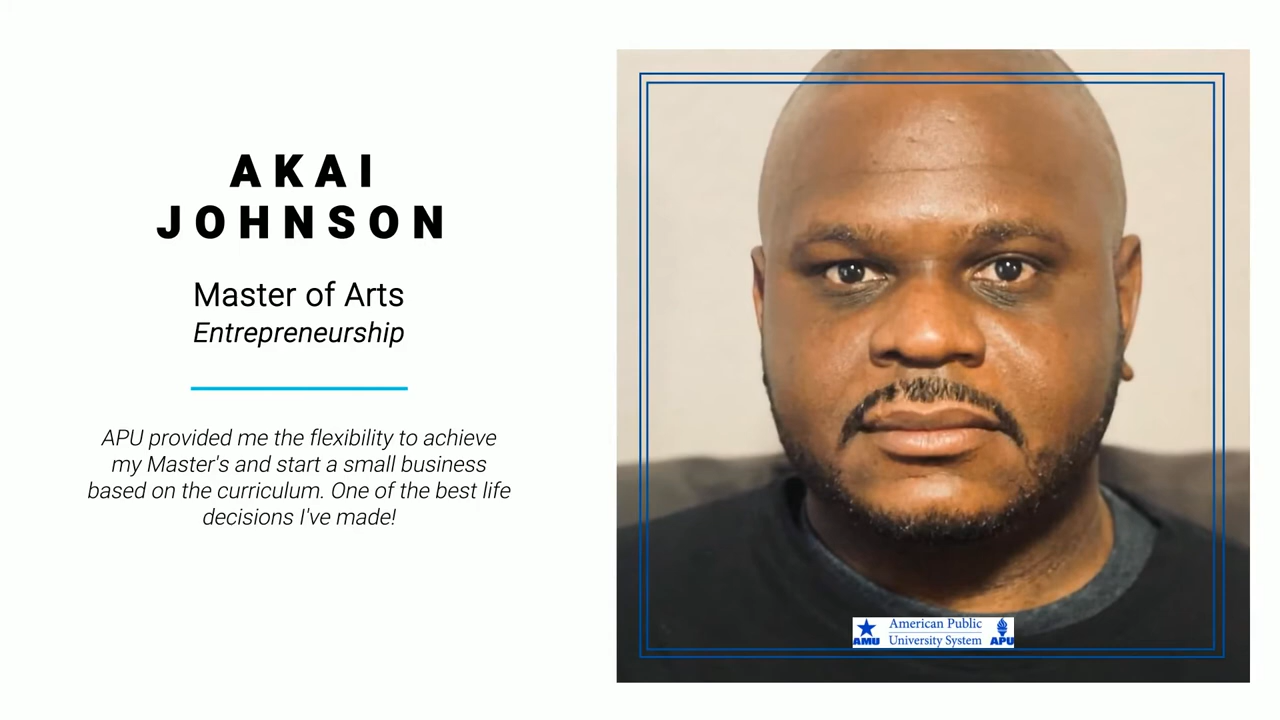 AKAI
JOHNSON
Master of Arts
Entrepreneurship
APU provided me the flexibility to achieve
my Master's and start a small business
based on the curriculum. One of the best life
decisions I've made!
AMU
American Public
University System
APU